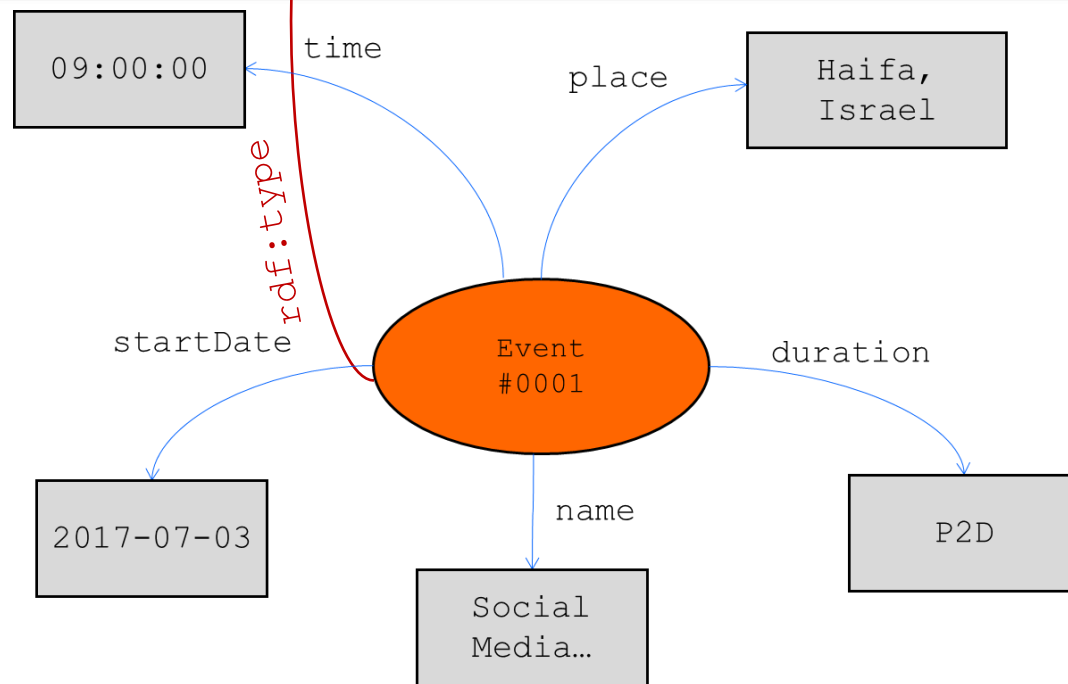 time
09:00:00
place
Haifa,
Israel
rdf:type
startDate
Event
#0001
duration
2017-07-03
name
P2D
Social
Media…